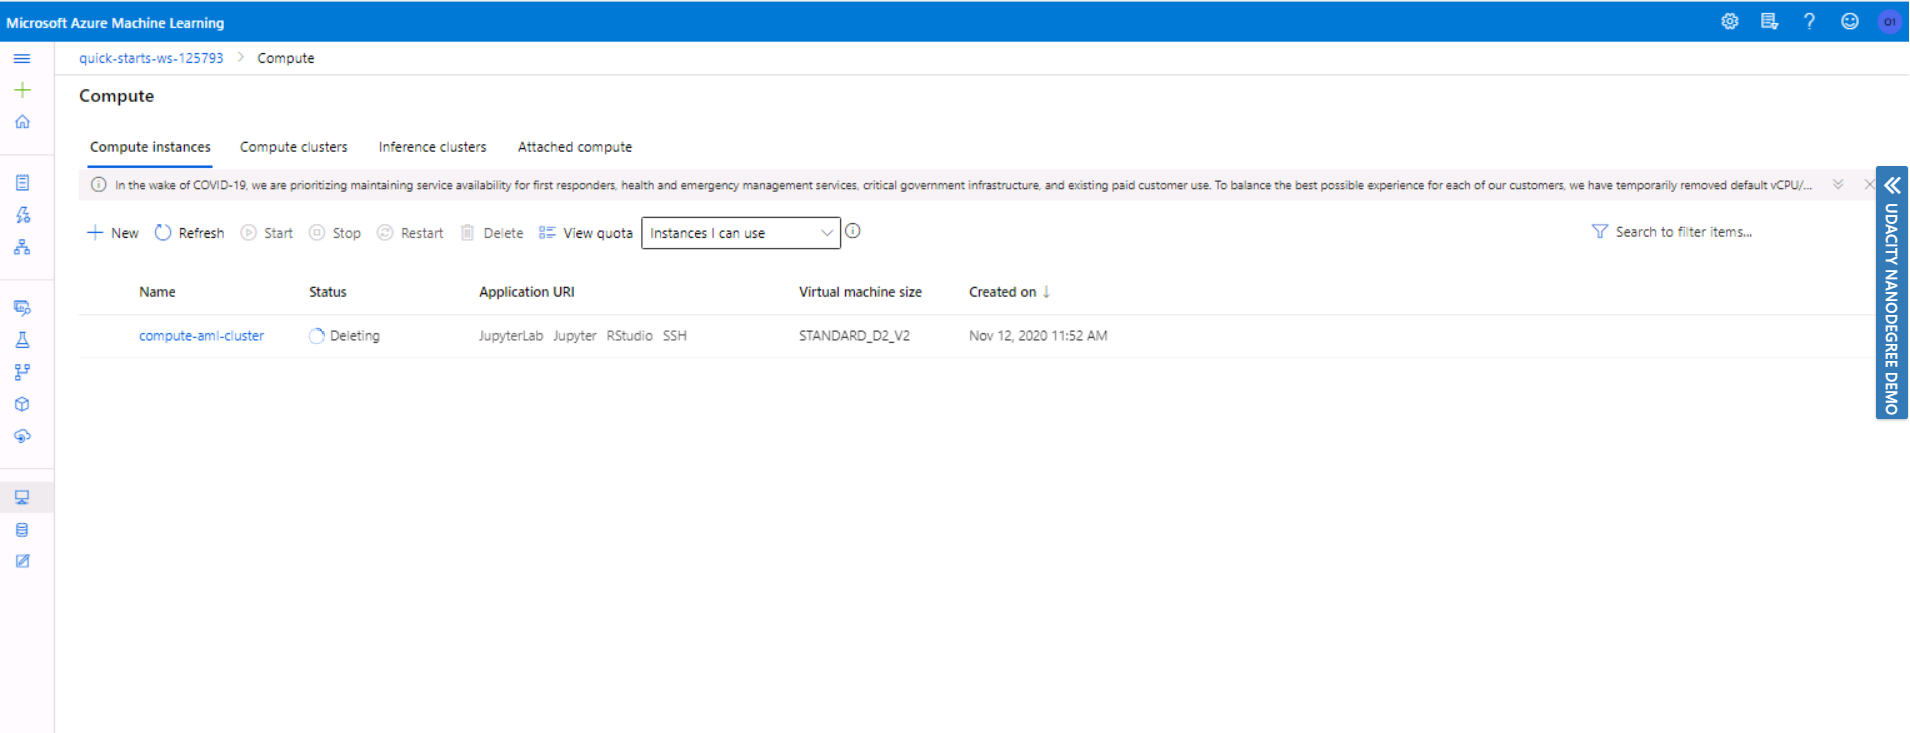 Microsoft Azure Machine Learning
01
quick-starts-ws-125793 > Compute
Compute
Compute instances Compute clusters Inference clusters Attached compute
In the wake of COVID-19, we are prioritizing maintaining service availability for first responders, health and emergency management services, critical government infrastructure, and existing paid customer use. To balance the best possible experience for each of our customers, we have temporarily removed default vCPU/...
New Refresh Start Stop Restart Delete View quota Instances I can use Search to filter items...
Name Status Application URI Virtual machine size Created on ↓
compute-aml-cluster Deleting JupyterLab Jupyter RStudio SSH STANDARD_D2_V2 Nov 12, 2020 11:52 AM
UDACITY NANODEGREE DEMO